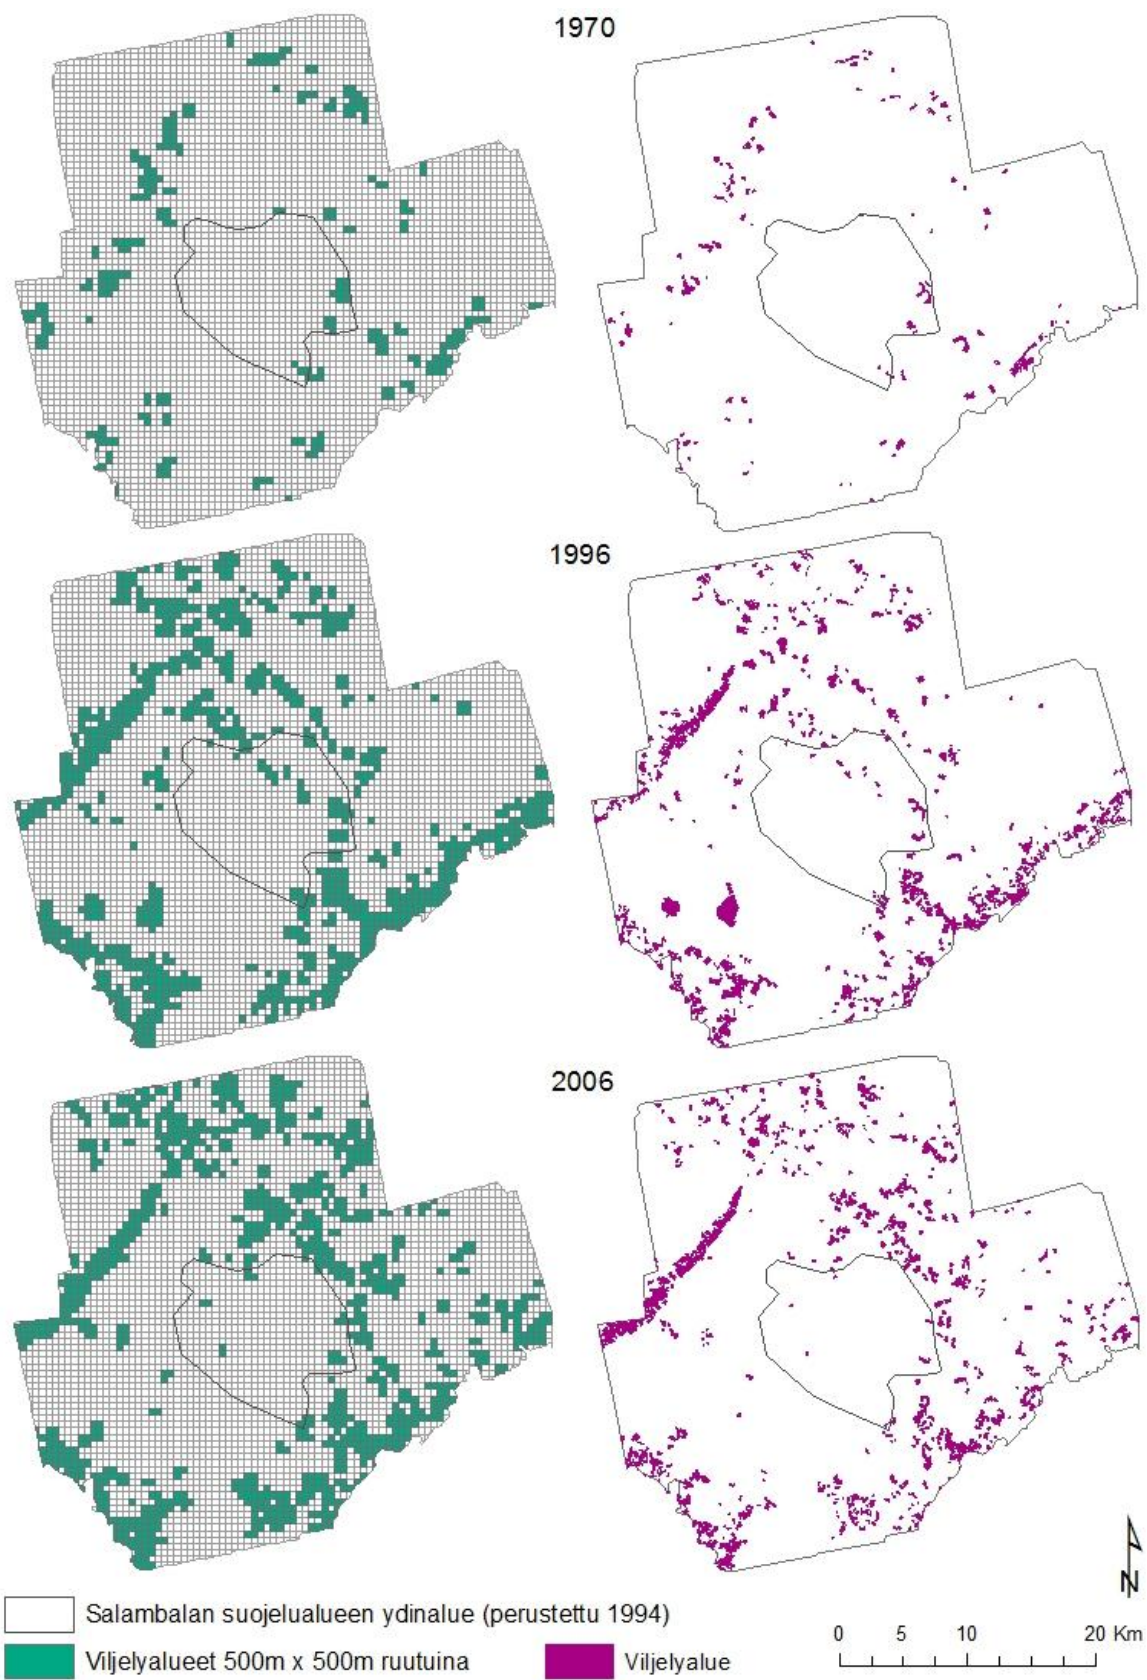 1970
1996
2006
Salambalan suojelualueen ydinalue (perustettu 1994)
Viljelyalueet 500m x 500m ruutuina
Viljelyalue
0 5 10 20 Km
N